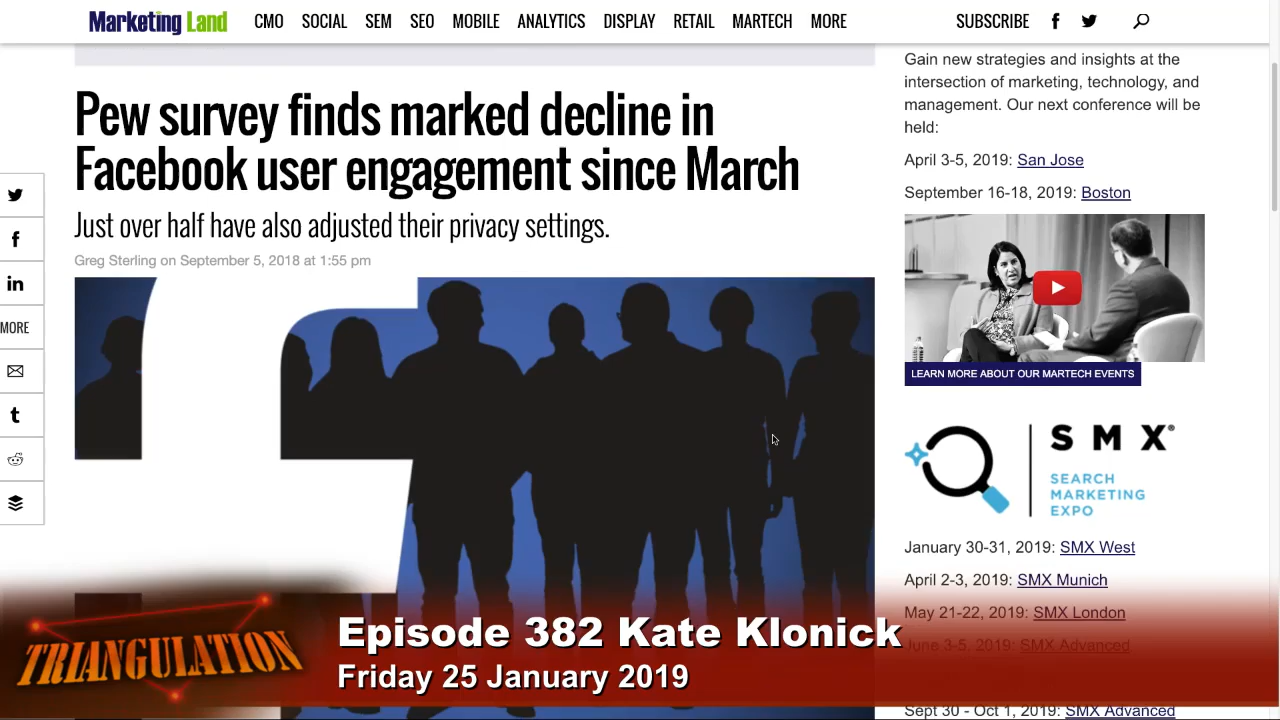 Marketing Land CMO SOCIAL SEM SEO MOBILE ANALYTICS DISPLAY RETAIL MARTECH MORE SUBSCRIBE
Pew survey finds marked decline in
Facebook user engagement since March
Just over half have also adjusted their privacy settings.
Greg Sterling on September 5, 2018 at 1:55 pm
MORE
Gain new strategies and insights at the
intersection of marketing, technology, and
management. Our next conference will be
held:
April 3-5, 2019: San Jose
September 16-18, 2019: Boston
LEARN MORE ABOUT OUR MARTECH EVENTS
SMX
SEARCH
MARKETING
EXPO
January 30-31, 2019: SMX West
April 2-3, 2019: SMX Munich
May 21-22, 2019: SMX London
June 3-5, 2019: SMX Advanced
Sept 30 - Oct 1, 2019: SMX Advanced
TRIANGULATION
Episode 382 Kate Klonick
Friday 25 January 2019